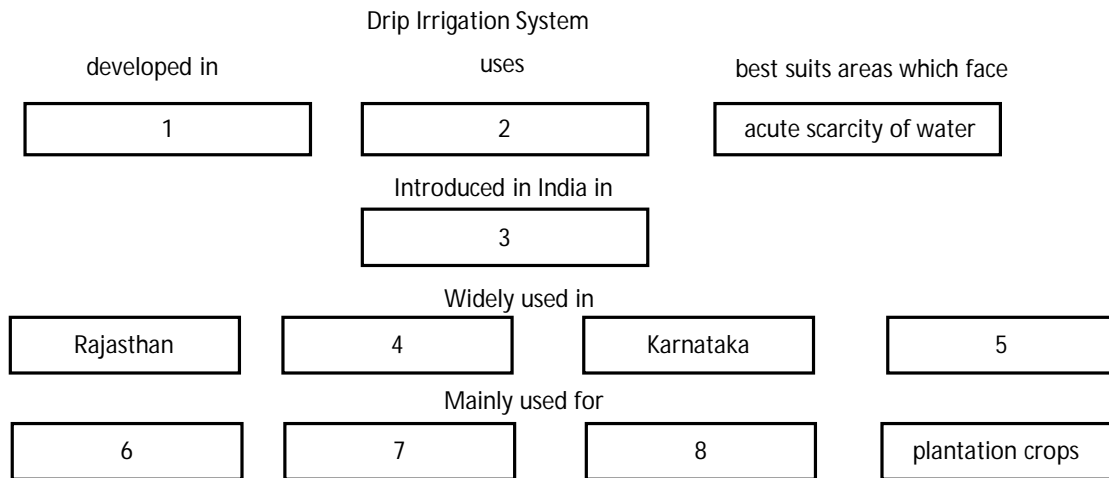 Drip Irrigation System
developed in uses best suits areas which face
1 2 acute scarcity of water
Introduced in India in
3
Widely used in
Rajasthan 4 Karnataka 5
Mainly used for
6 7 8 plantation crops